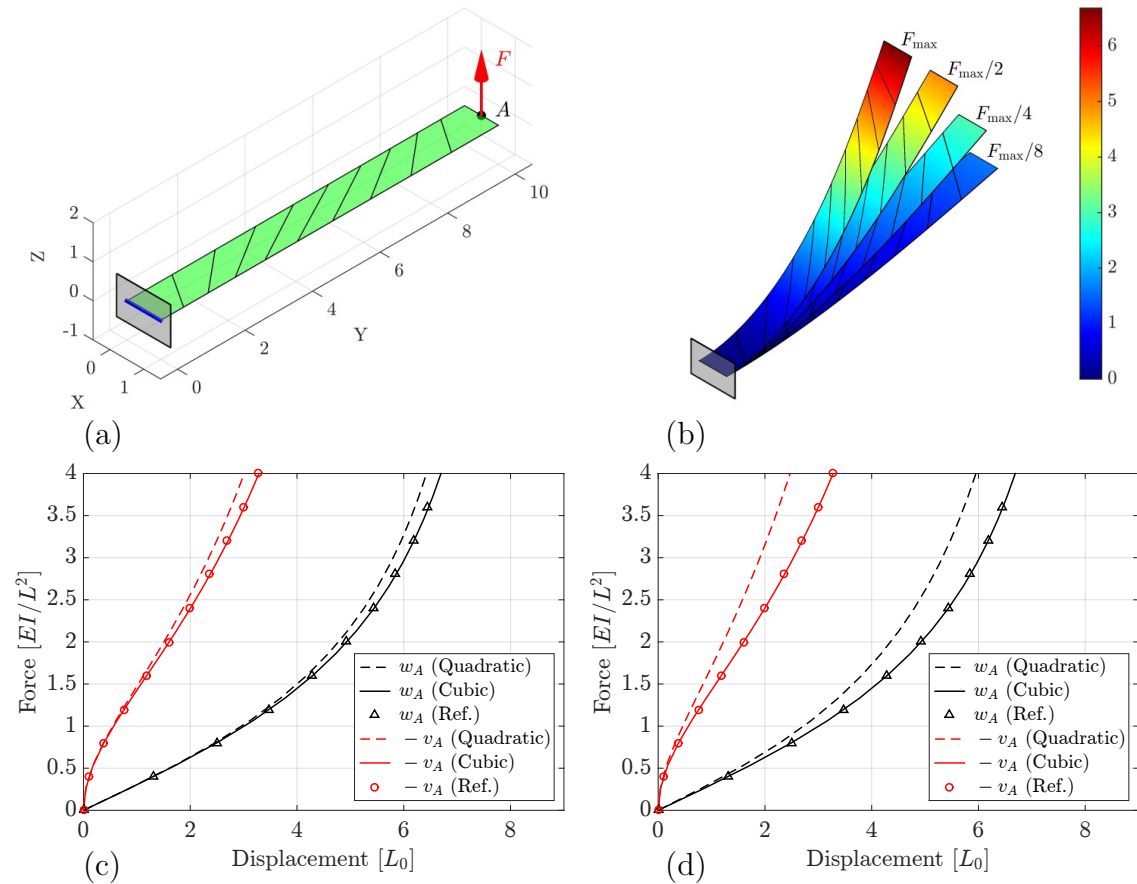 F
A
2
1
0
-1
Z
0
1
X
0
2
4
6
8
10
Y
(a)
F_max
F_max/2
F_max/4
F_max/8
6
5
4
3
2
1
0
(b)
4
3.5
3
2.5
2
1.5
1
0.5
0
Force [EI/L²]
0 2 4 6 8
Displacement [L₀]
w_A (Quadratic)
w_A (Cubic)
w_A (Ref.)
− v_A (Quadratic)
− v_A (Cubic)
− v_A (Ref.)
(c)
4
3.5
3
2.5
2
1.5
1
0.5
0
Force [EI/L²]
0 2 4 6 8
Displacement [L₀]
w_A (Quadratic)
w_A (Cubic)
w_A (Ref.)
− v_A (Quadratic)
− v_A (Cubic)
− v_A (Ref.)
(d)